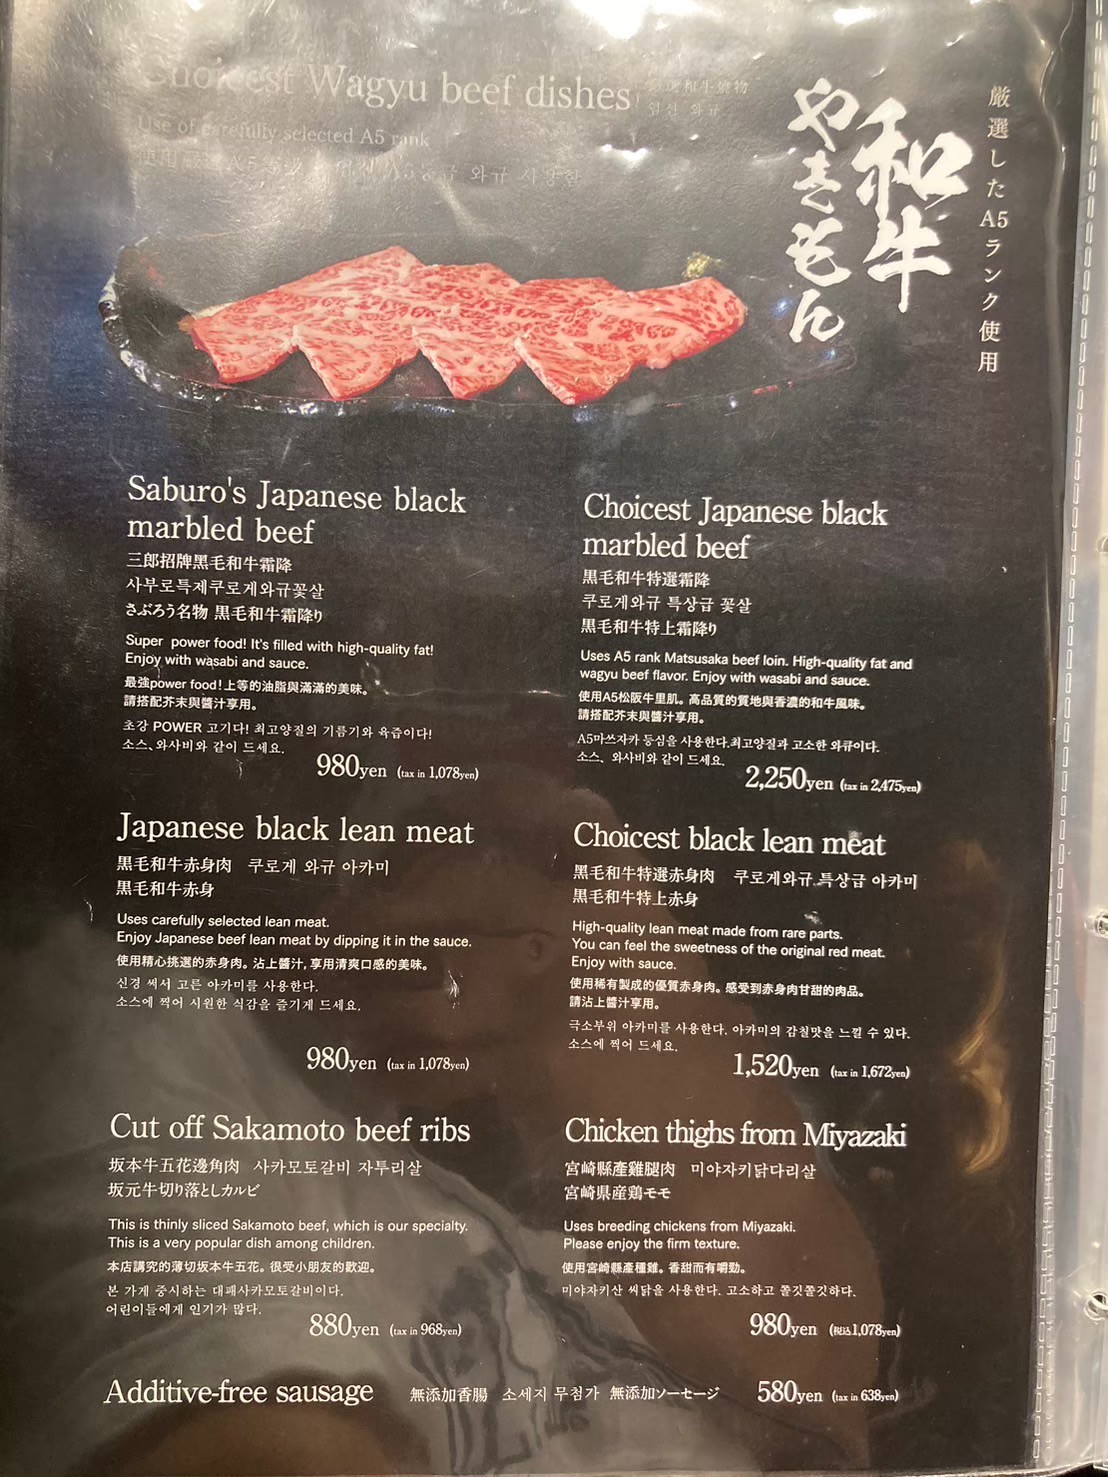 Choicest Wagyu beef dishes
Use of carefully selected A5 rank
厳選したA5ランク使用
和牛
やきもん
Saburo's Japanese black
marbled beef
三郎招牌黑毛和牛霜降
사부로특제쿠로게와규꽃살
さぶろう名物 黒毛和牛霜降り
Super power food! It's filled with high-quality fat!
Enjoy with wasabi and sauce.
最強power food!上等的油脂與滿滿的美味。
請搭配芥末與醬汁享用。
초강 POWER 고기다! 최고양질의 기름기와 육즙이다!
소스、와사비와 같이 드세요.
980yen (tax in 1,078yen)
Choicest Japanese black
marbled beef
黒毛和牛特選霜降
쿠로게와규 특상급 꽃살
黒毛和牛特上霜降り
Uses A5 rank Matsusaka beef loin. High-quality fat and
wagyu beef flavor. Enjoy with wasabi and sauce.
使用A5松阪牛里肌。高品質的質地與香濃的和牛風味。
請搭配芥末與醬汁享用。
A5마쓰자카 등심을 사용한다.최고양질과 고소한 와큐이다.
소스、와사비와 같이 드세요.
2,250yen (tax in 2,475yen)
Japanese black lean meat
黒毛和牛赤身肉 쿠로게 와규 아카미
黒毛和牛赤身
Uses carefully selected lean meat.
Enjoy Japanese beef lean meat by dipping it in the sauce.
使用精心挑選的赤身肉。沾上醬汁,享用清爽口感的美味。
신경 써서 고른 아카미를 사용한다.
소스에 찍어 시원한 식감을 즐기게 드세요.
980yen (tax in 1,078yen)
Choicest black lean meat
黑毛和牛特選赤身肉 쿠로게와규 특상급 아카미
黒毛和牛特上赤身
High-quality lean meat made from rare parts.
You can feel the sweetness of the original red meat.
Enjoy with sauce.
使用稀有製成的優質赤身肉。感受到赤身肉甘甜的肉品。
請沾上醬汁享用。
극소부위 아카미를 사용한다. 아카미의 감칠맛을 느낄 수 있다.
소스에 찍어 드세요.
1,520yen (tax in 1,672yen)
Cut off Sakamoto beef ribs
坂本牛五花邊角肉 사카모토갈비 자투리살
坂元牛切り落としカルビ
This is thinly sliced Sakamoto beef, which is our specialty.
This is a very popular dish among children.
本店講究的薄切坂本牛五花。很受小朋友的歡迎。
본 가게 중시하는 대패사카모토갈비이다.
어린이들에게 인기가 많다.
880yen (tax in 968yen)
Chicken thighs from Miyazaki
宮崎縣產雞腿肉 미야자키닭다리살
宮崎県産鶏モモ
Uses breeding chickens from Miyazaki.
Please enjoy the firm texture.
使用宮崎縣產種雞。香甜而有嚼勁。
미야자키산 씨닭을 사용한다. 고소하고 쫄깃쫄깃하다.
980yen (税込1,078yen)
Additive-free sausage 無添加香腸 소세지 무첨가 無添加ソーセージ 580yen (tax in 638yen)